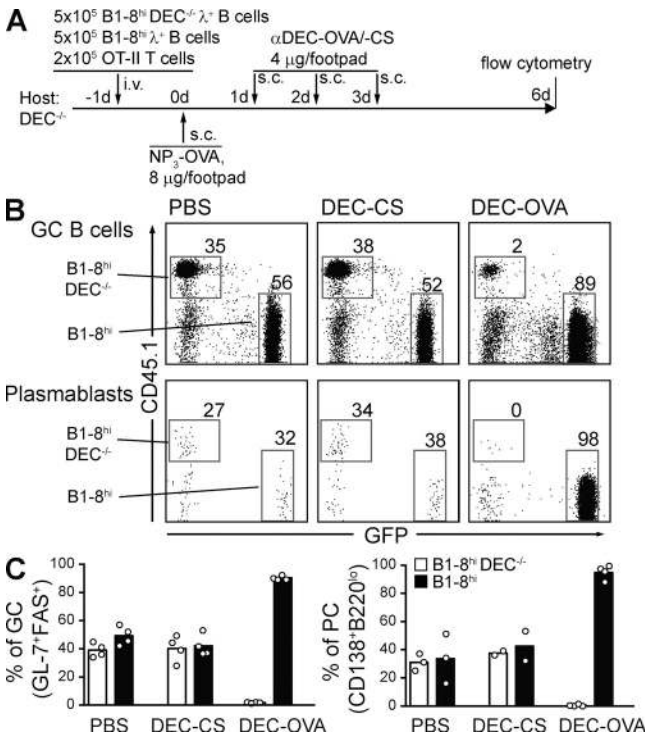 A
5x10⁵ B1-8ʰⁱ DEC⁻/⁻ λ⁺ B cells
5x10⁵ B1-8ʰⁱ λ⁺ B cells
2x10⁵ OT-II T cells
αDEC-OVA/-CS
4 μg/footpad
flow cytometry
i.v.
s.c. s.c. s.c.
Host:
DEC⁻/⁻
-1d 0d 1d 2d 3d 6d
s.c.
NP₃-OVA,
8 μg/footpad
B
PBS DEC-CS DEC-OVA
GC B cells
35 38 2
B1-8ʰⁱ
DEC⁻/⁻
56 52 89
B1-8ʰⁱ
CD45.1
Plasmablasts
27 34 0
B1-8ʰⁱ
DEC⁻/⁻
32 38 98
B1-8ʰⁱ
GFP
C
% of GC
(GL-7⁺FAS⁺)
100
80
60
40
20
0
PBS DEC-CS DEC-OVA
% of PC
(CD138⁺B220ˡᵒ)
100
80
60
40
20
0
B1-8ʰⁱ DEC⁻/⁻
B1-8ʰⁱ
PBS DEC-CS DEC-OVA